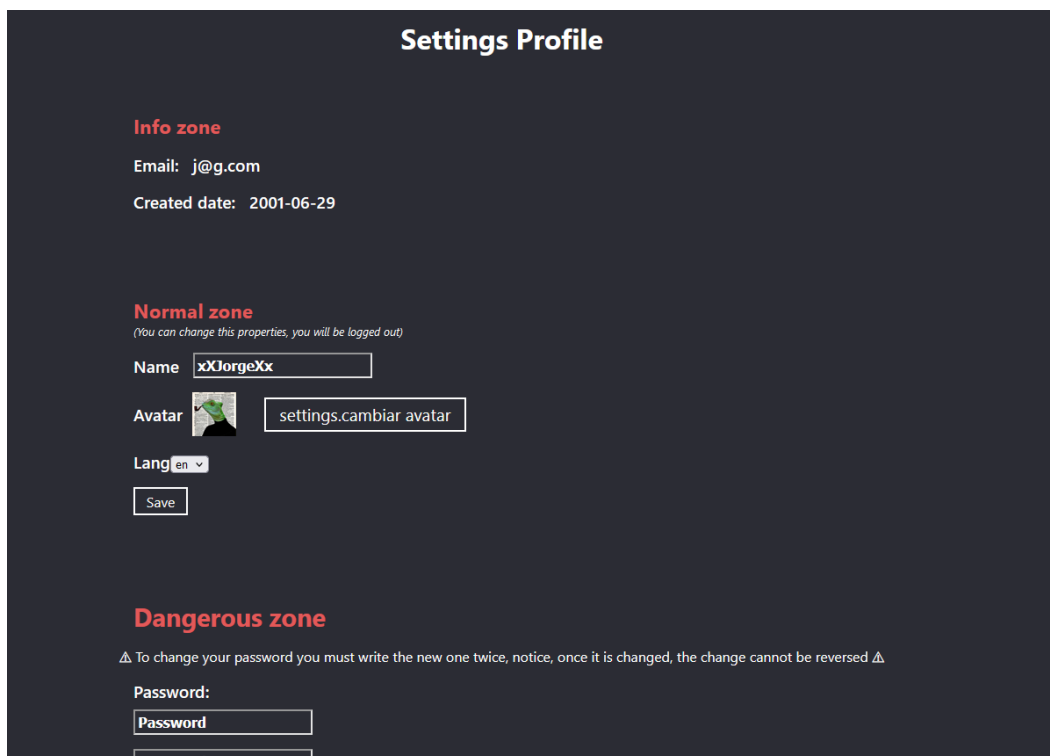 Settings Profile
Info zone
Email: j@g.com
Created date: 2001-06-29
Normal zone
(You can change this properties, you will be logged out)
Name xXJorgeXx
Avatar settings.cambiar avatar
Lang en
Save
Dangerous zone
⚠ To change your password you must write the new one twice, notice, once it is changed, the change cannot be reversed ⚠
Password:
Password